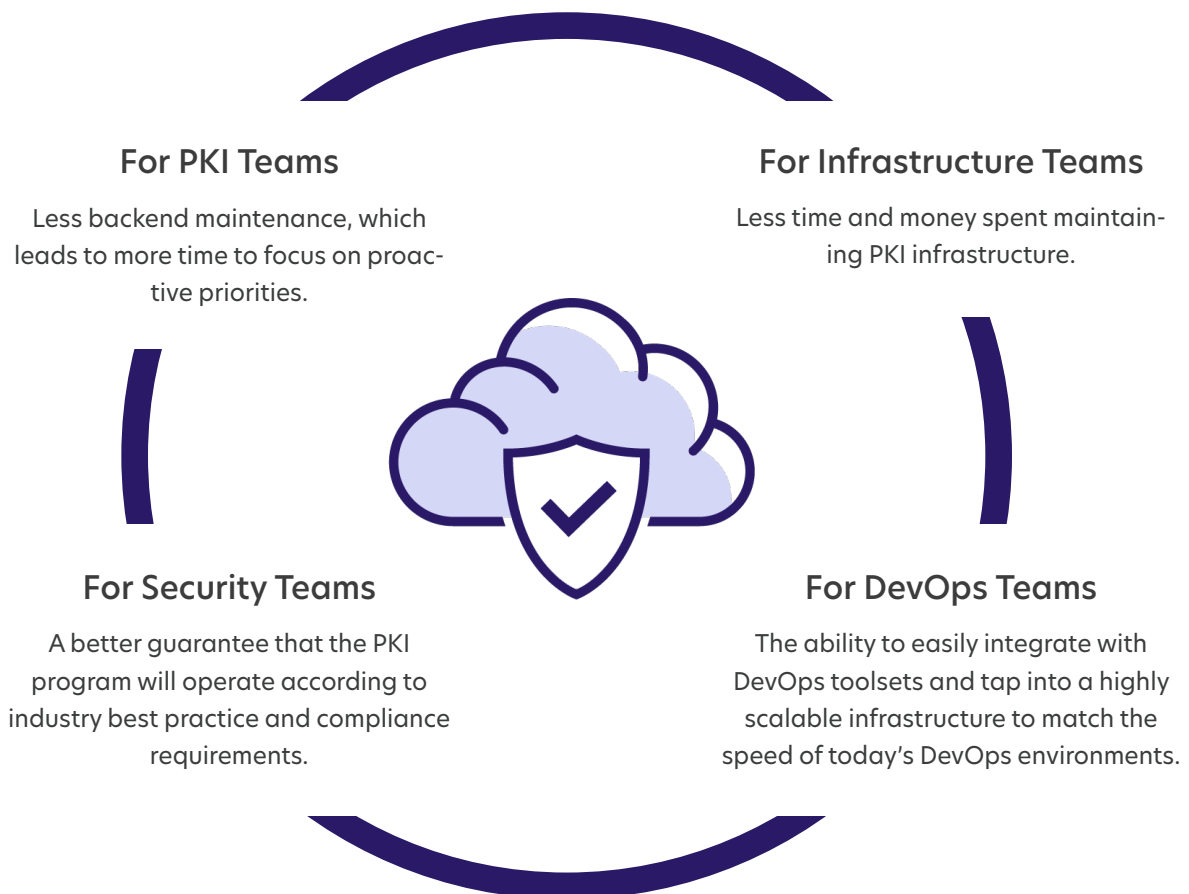 For PKI Teams
Less backend maintenance, which
leads to more time to focus on proac-
tive priorities.
For Infrastructure Teams
Less time and money spent maintain-
ing PKI infrastructure.
For Security Teams
A better guarantee that the PKI
program will operate according to
industry best practice and compliance
requirements.
For DevOps Teams
The ability to easily integrate with
DevOps toolsets and tap into a highly
scalable infrastructure to match the
speed of today’s DevOps environments.